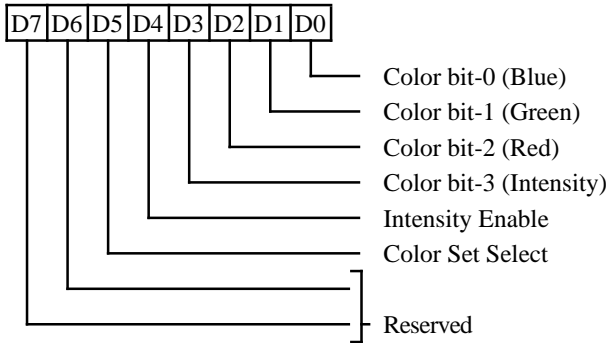 D7 D6 D5 D4 D3 D2 D1 D0
Color bit-0 (Blue)
Color bit-1 (Green)
Color bit-2 (Red)
Color bit-3 (Intensity)
Intensity Enable
Color Set Select
Reserved